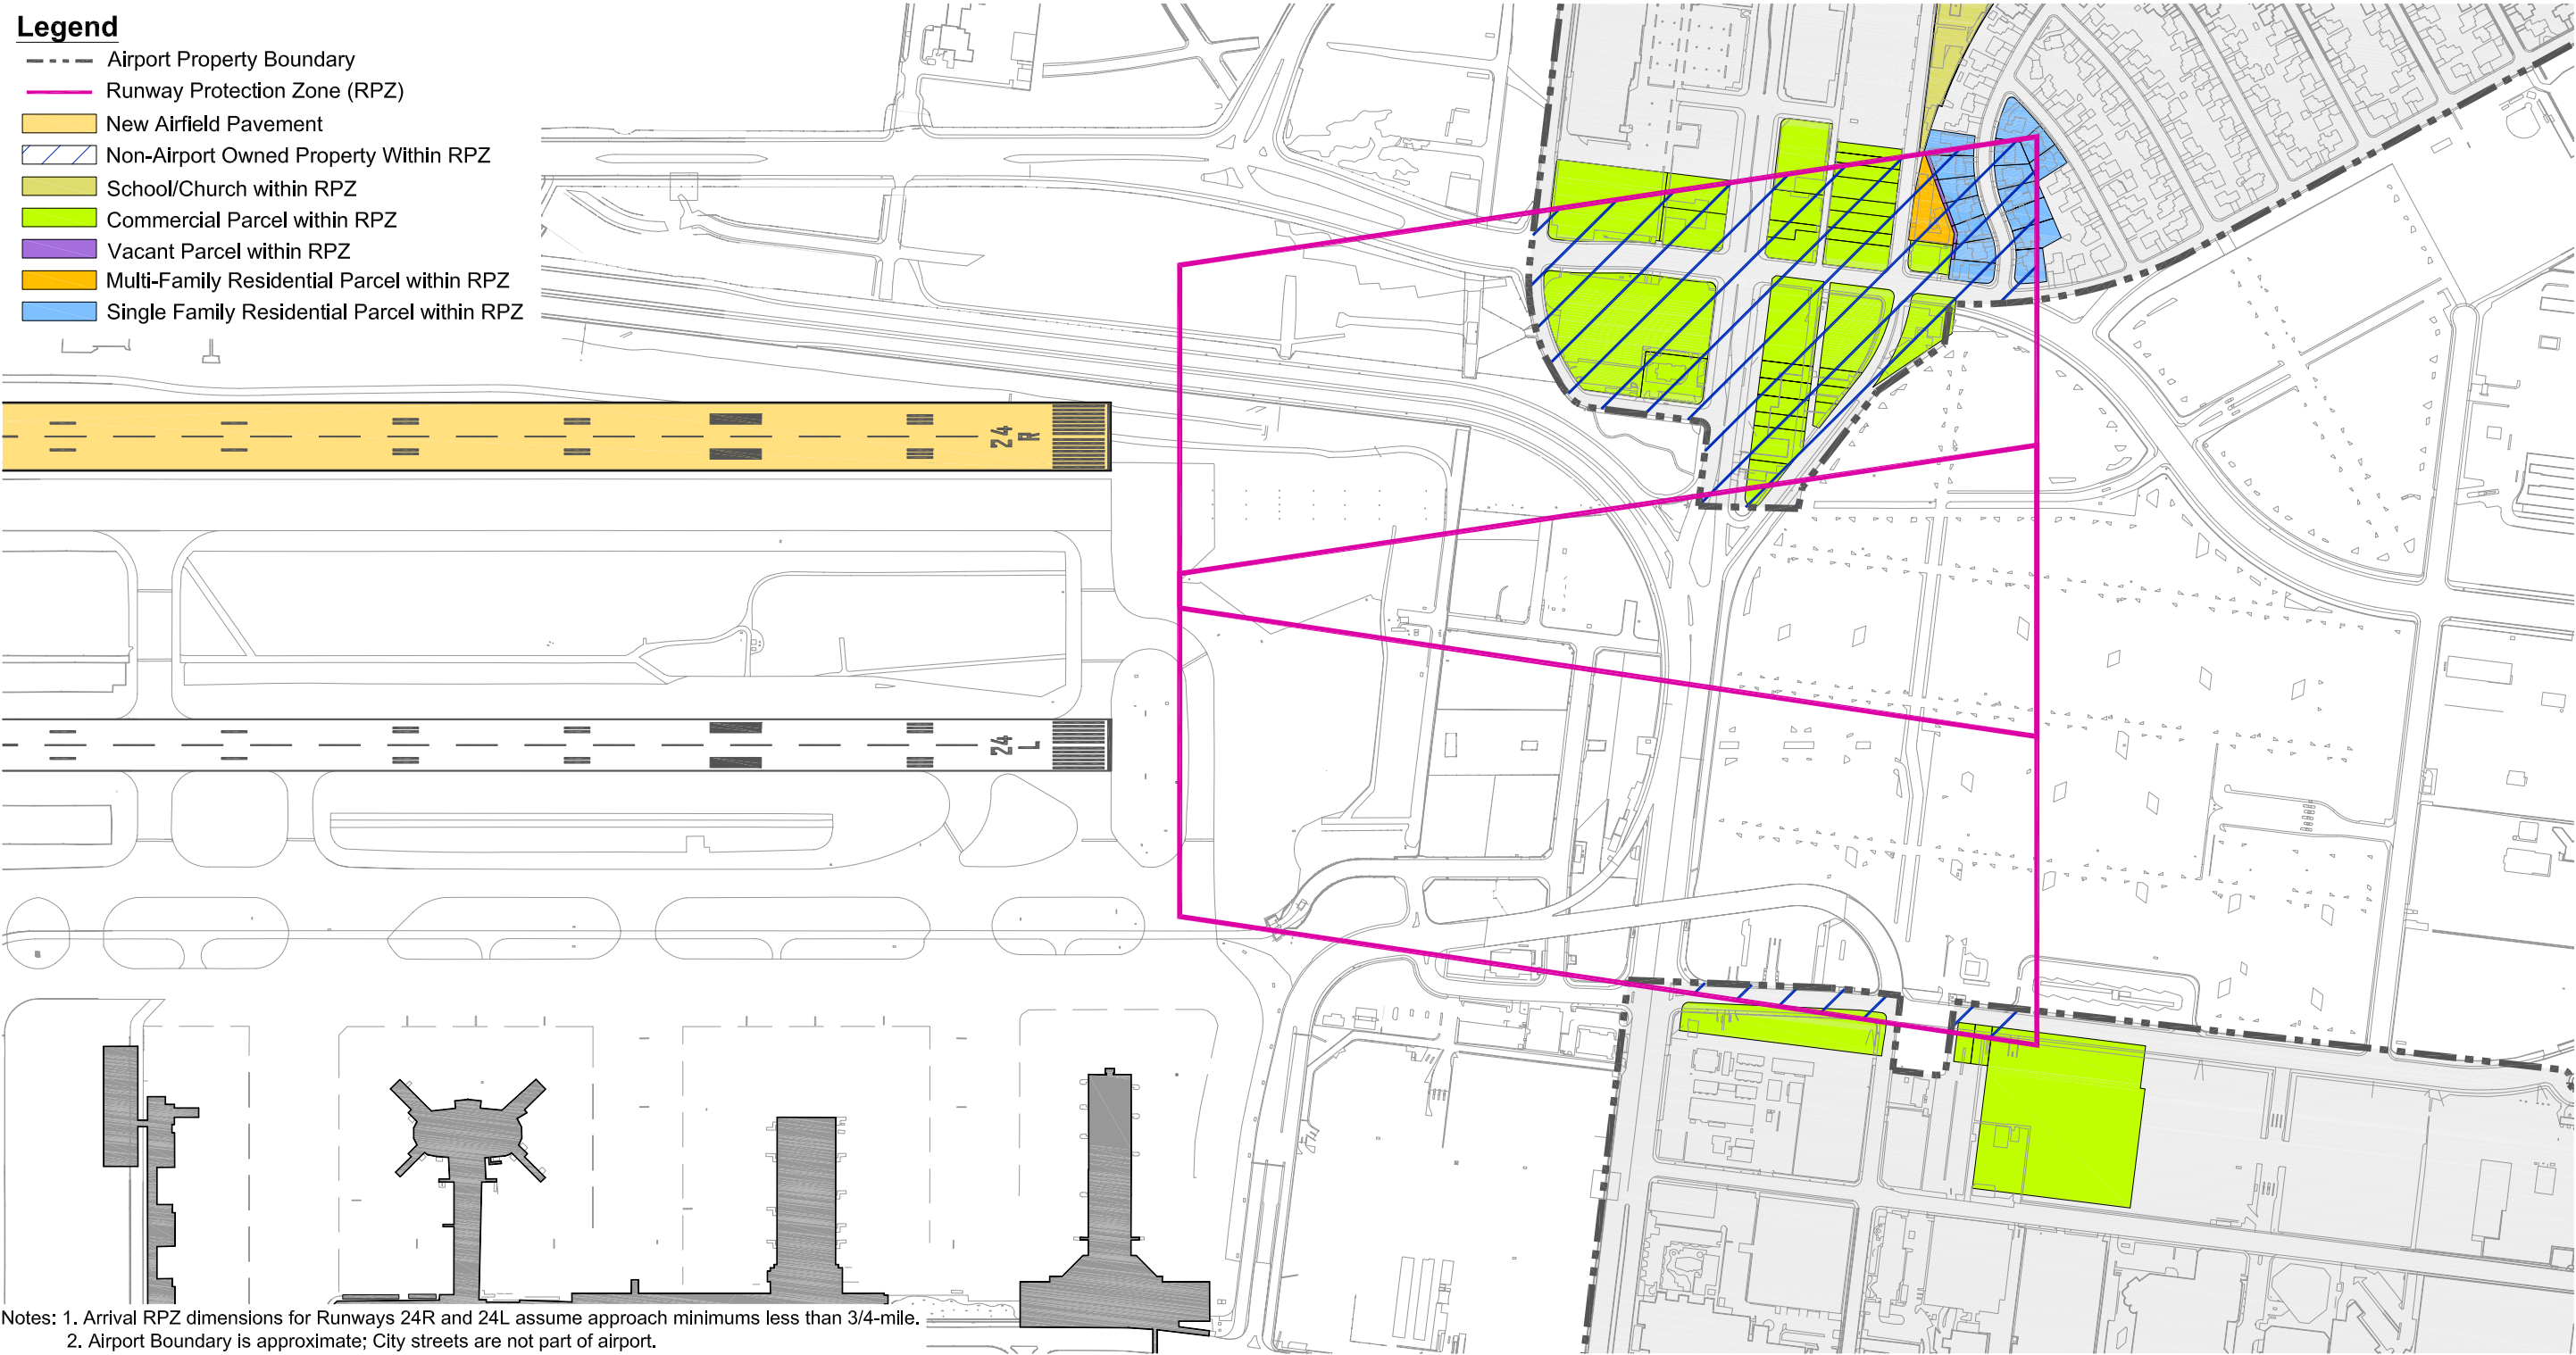 Legend
Airport Property Boundary
Runway Protection Zone (RPZ)
New Airfield Pavement
Non-Airport Owned Property Within RPZ
School/Church within RPZ
Commercial Parcel within RPZ
Vacant Parcel within RPZ
Multi-Family Residential Parcel within RPZ
Single Family Residential Parcel within RPZ
24
R
24
L
Notes: 1. Arrival RPZ dimensions for Runways 24R and 24L assume approach minimums less than 3/4-mile.
2. Airport Boundary is approximate; City streets are not part of airport.